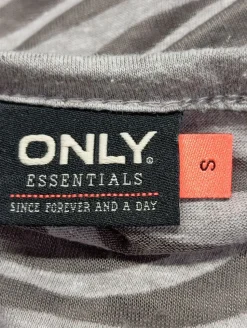 ONLY®
ESSENTIALS
SINCE FOREVER AND A DAY
S